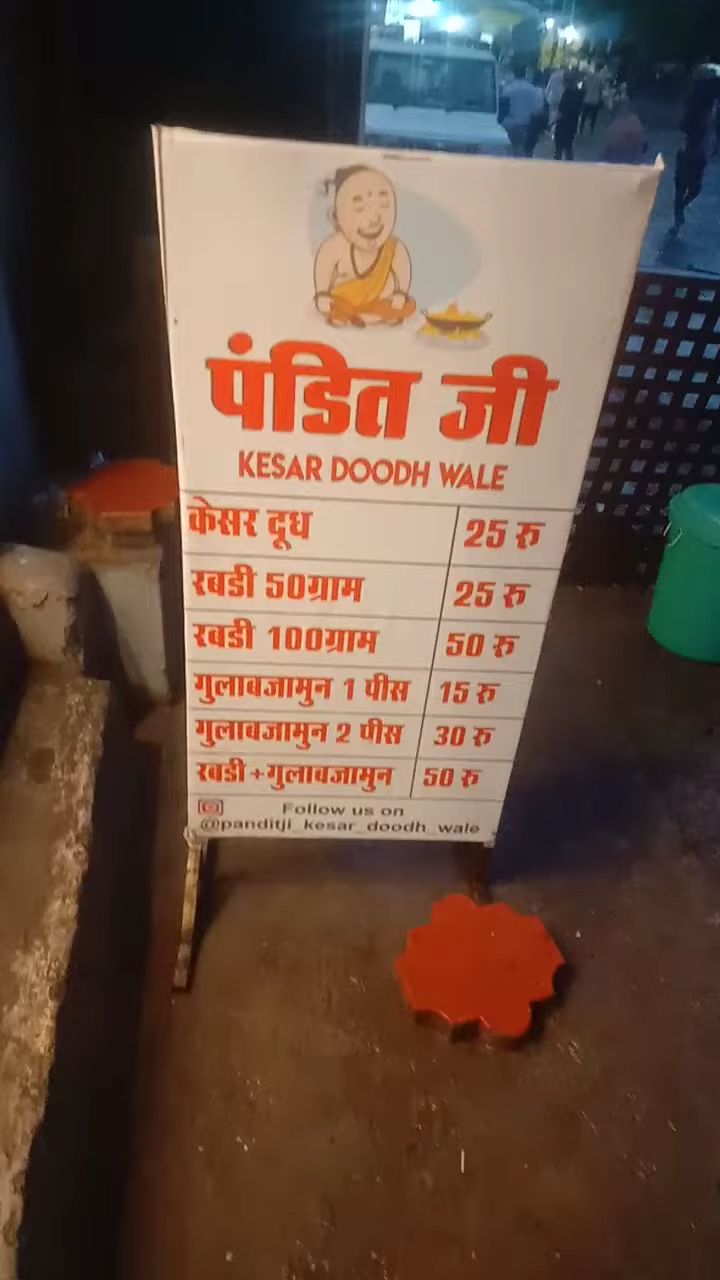 पंडित जी
KESAR DOODH WALE
केसर दूध 25 रु
रबडी 50ग्राम 25 रु
रबडी 100ग्राम 50 रु
गुलाबजामुन 1 पीस 15 रु
गुलाबजामुन 2 पीस 30 रु
रबडी+गुलाबजामुन 50 रु
Follow us on
@panditji_kesar_doodh_wale